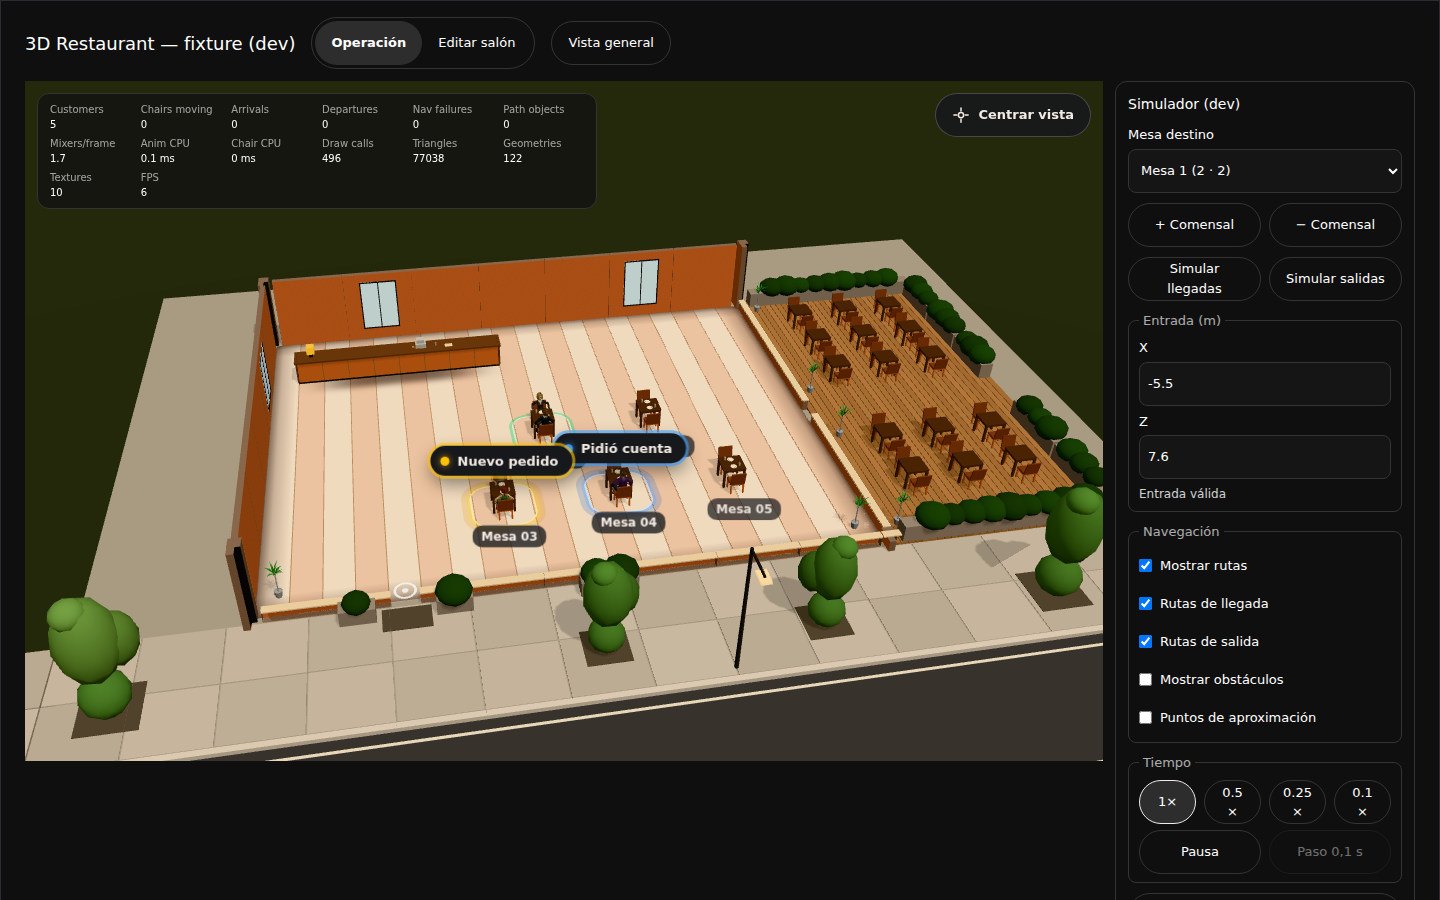 3D Restaurant — fixture (dev)
Operación
Editar salón
Vista general
Customers
5
Chairs moving
0
Arrivals
0
Departures
0
Nav failures
0
Path objects
0
Mixers/frame
1.7
Anim CPU
0.1 ms
Chair CPU
0 ms
Draw calls
496
Triangles
77038
Geometries
122
Textures
10
FPS
6
Centrar vista
Nuevo pedido
Pidió cuenta
Mesa 03
Mesa 04
Mesa 05
Simulador (dev)
Mesa destino
Mesa 1 (2 · 2)
+ Comensal
− Comensal
Simular
llegadas
Simular salidas
Entrada (m)
X
-5.5
Z
7.6
Entrada válida
Navegación
Mostrar rutas
Rutas de llegada
Rutas de salida
Mostrar obstáculos
Puntos de aproximación
Tiempo
1×
0.5
×
0.25
×
0.1
×
Pausa
Paso 0,1 s